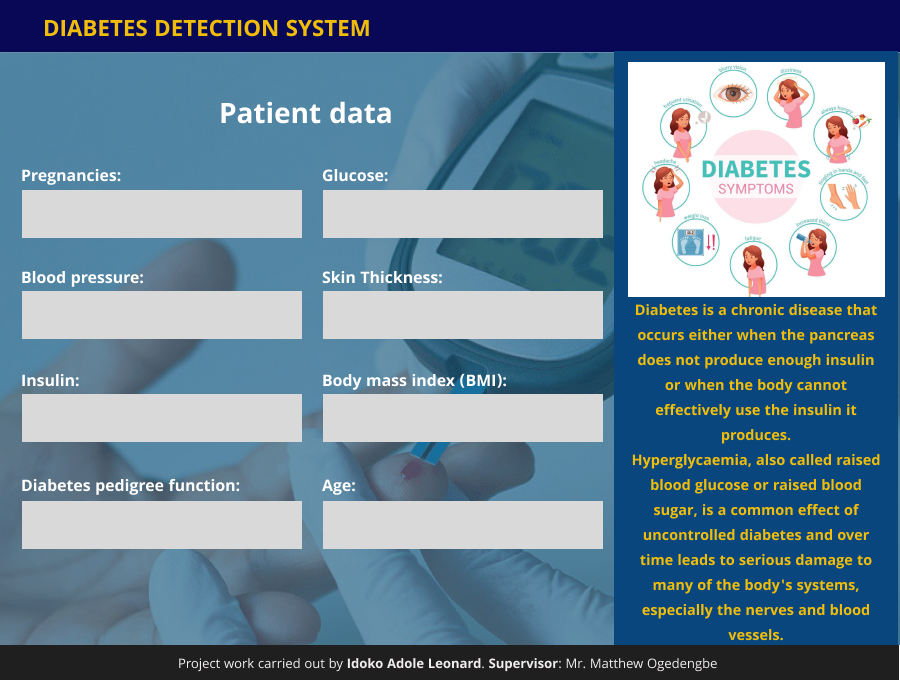 DIABETES DETECTION SYSTEM
Patient data
Pregnancies:
Glucose:
Blood pressure:
Skin Thickness:
Insulin:
Body mass index (BMI):
Diabetes pedigree function:
Age:
blurry vision
dizziness
frequent urination
always hungry
headache
DIABETES
SYMPTOMS
tingling in hands and feet
weight loss
increased thirst
fatigue
Diabetes is a chronic disease that
occurs either when the pancreas
does not produce enough insulin
or when the body cannot
effectively use the insulin it
produces.
Hyperglycaemia, also called raised
blood glucose or raised blood
sugar, is a common effect of
uncontrolled diabetes and over
time leads to serious damage to
many of the body's systems,
especially the nerves and blood
vessels.
Project work carried out by Idoko Adole Leonard. Supervisor: Mr. Matthew Ogedengbe